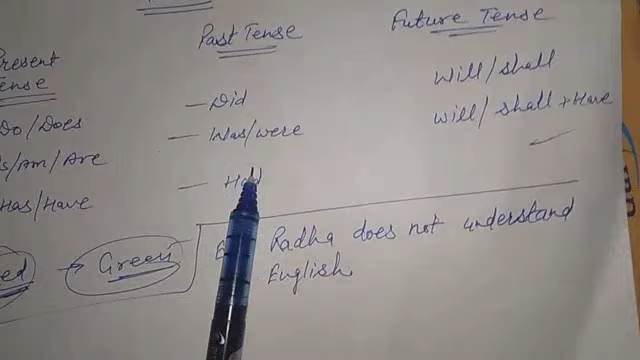 Present
Tense
Past Tense
Future Tense
Do/Does
— Did
Will/shall
Is/Am/Are
— Was/were
Will/shall + Have
Has/Have
— Had
→ Green
Radha does not understand
English.